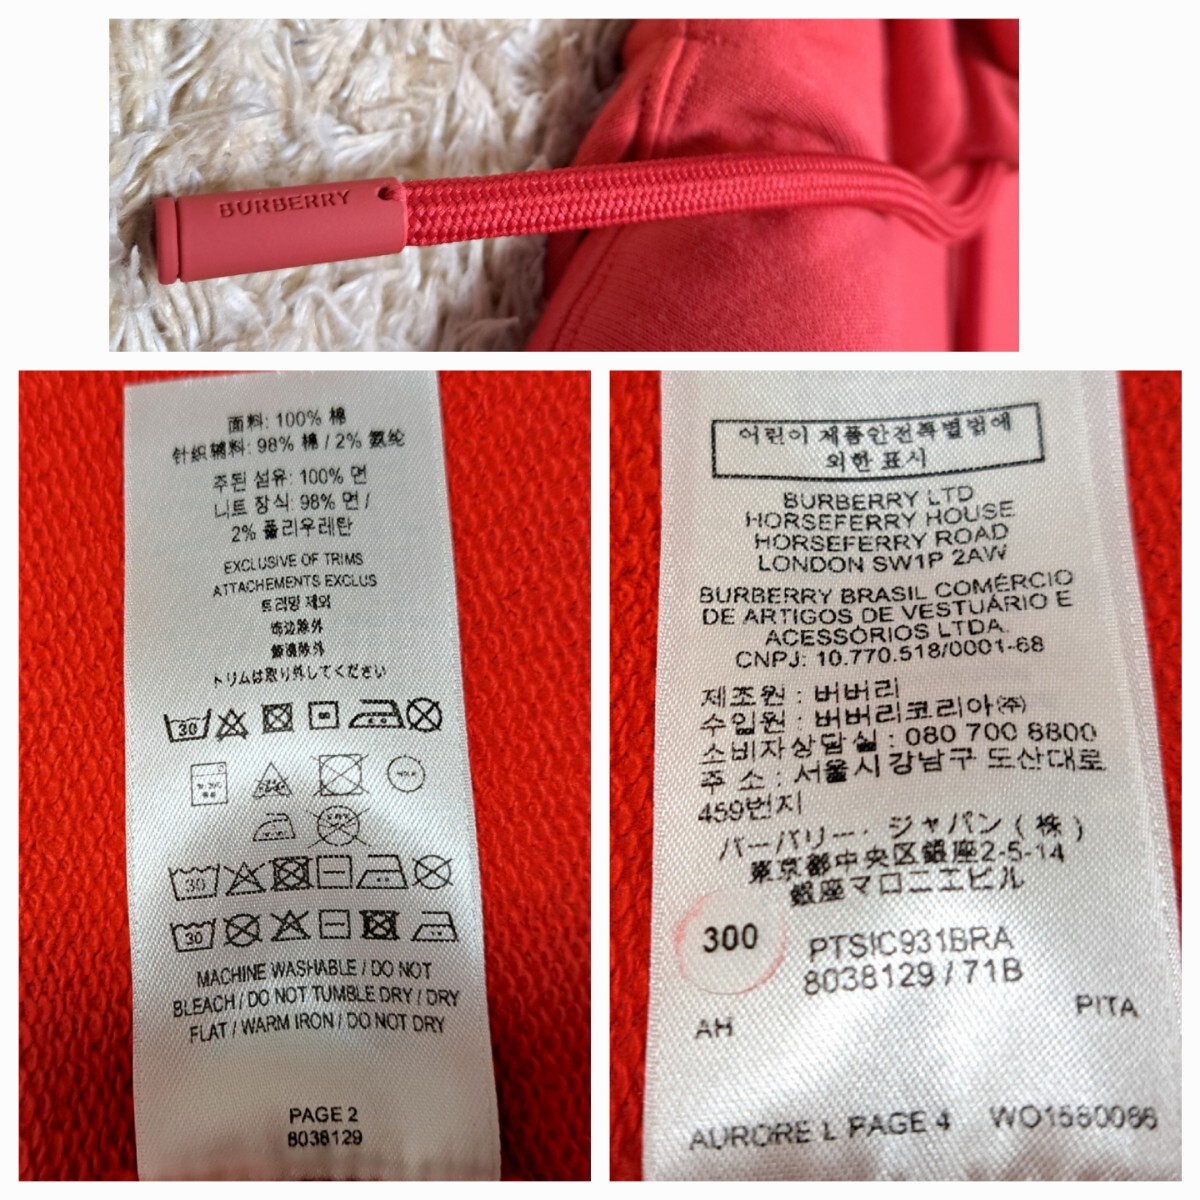 BURBERRY
面料: 100% 棉
针织辅料: 98% 棉 / 2% 氨纶
주된 섬유: 100% 면
니트 장식: 98% 면 /
2% 폴리우레탄
EXCLUSIVE OF TRIMS
ATTACHEMENTS EXCLUS
트리밍 제외
饰边除外
飾邊除外
トリムは取り外してください
30
30
30
MACHINE WASHABLE / DO NOT
BLEACH / DO NOT TUMBLE DRY / DRY
FLAT / WARM IRON / DO NOT DRY
PAGE 2
8038129
어린이 제품안전특별법에
의한 표시
BURBERRY LTD
HORSEFERRY HOUSE
HORSEFERRY ROAD
LONDON SW1P 2AW
BURBERRY BRASIL COMÉRCIO
DE ARTIGOS DE VESTUÁRIO E
ACESSÓRIOS LTDA.
CNPJ: 10.770.518/0001-68
제조원 : 버버리
수입원 : 버버리코리아㈜
소비자상담실 : 080 700 8800
주 소 : 서울시 강남구 도산대로
459번지
バーバリー・ジャパン ( 株 )
東京都中央区銀座2-5-14
銀座マロニエビル
300
PTSIC931BRA
8038129 / 71B
AH
PITA
AURORE L PAGE 4 WO1580086